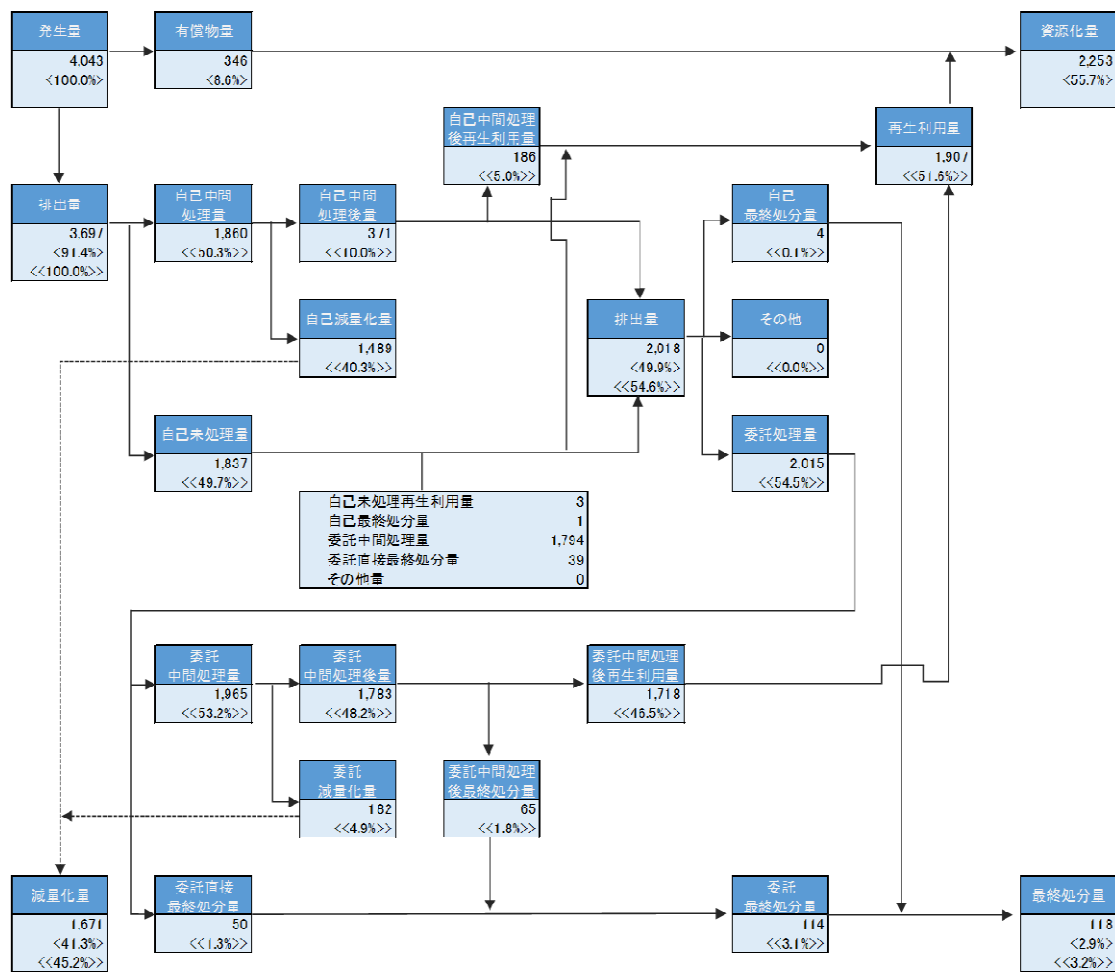 発生量
4,043
<100.0%>
有償物量
346
<8.6%>
資源化量
2,253
<55.7%>
自己中間処理
後再生利用量
186
<<5.0%>>
再生利用量
1,907
<<51.6%>>
排出量
3,697
<91.4%>
<<100.0%>>
自己中間
処理量
1,860
<<50.3%>>
自己中間
処理後量
371
<<10.0%>>
自己
最終処分量
4
<<0.1%>>
自己減量化量
1,489
<<40.3%>>
排出量
2,018
<49.9%>
<<54.6%>>
その他
0
<<0.0%>>
自己未処理量
1,837
<<49.7%>>
委託処理量
2,015
<<54.5%>>
自己未処理再生利用量 3
自己最終処分量 1
委託中間処理量 1,794
委託直接最終処分量 39
その他量 0
委託
中間処理量
1,965
<<53.2%>>
委託
中間処理後量
1,783
<<48.2%>>
委託中間処理
後再生利用量
1,718
<<46.5%>>
委託
減量化量
182
<<4.9%>>
委託中間処理
後最終処分量
65
<<1.8%>>
減量化量
1,671
<41.3%>
<<45.2%>>
委託直接
最終処分量
50
<<1.3%>>
委託
最終処分量
114
<<3.1%>>
最終処分量
118
<2.9%>
<<3.2%>>